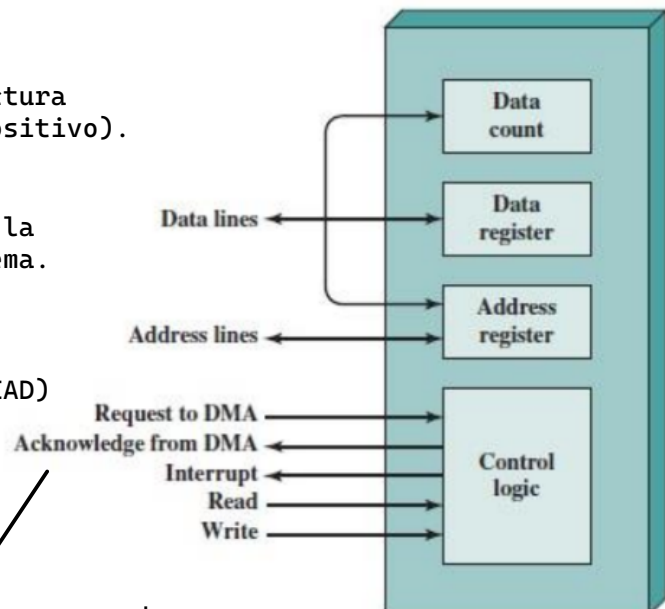 ctura
ositivo).
la
ema.
EAD)
Data
count
Data lines
Data
register
Address lines
Address
register
Request to DMA
Acknowledge from DMA
Interrupt
Read
Write
Control
logic